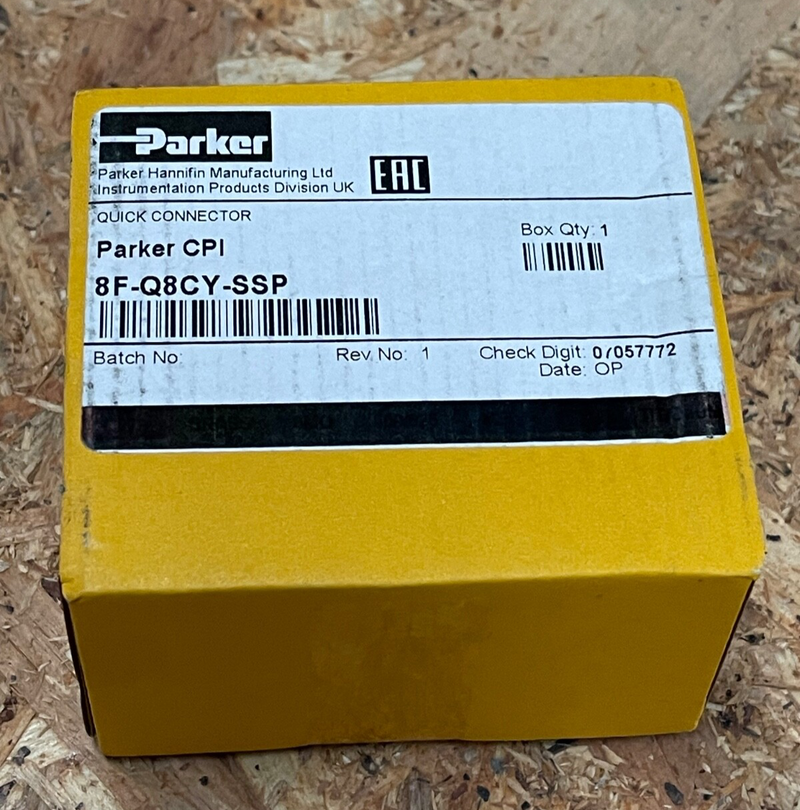 Parker
Parker Hannifin Manufacturing Ltd
Instrumentation Products Division UK
EAC
QUICK CONNECTOR
Parker CPI
Box Qty: 1
8F-Q8CY-SSP
Batch No:
Rev No: 1
Check Digit: 07057772
Date: OP